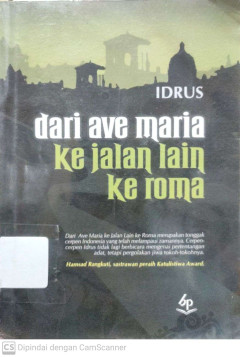 IDRUS
dari ave maria
ke jalan lain
ke roma
Dari Ave Maria ke Jalan Lain ke Roma merupakan tonggak
cerpen Indonesia yang telah melampaui zamannya. Cerpen-
cerpen Idrus tidak lagi berbicara mengenai pertentangan
adat, tetapi pergolakan jiwa tokoh-tokohnya.
Hamsad Rangkuti, sastrawan peraih Katulistiwa Award.
bp
CS Dipindai dengan CamScanner